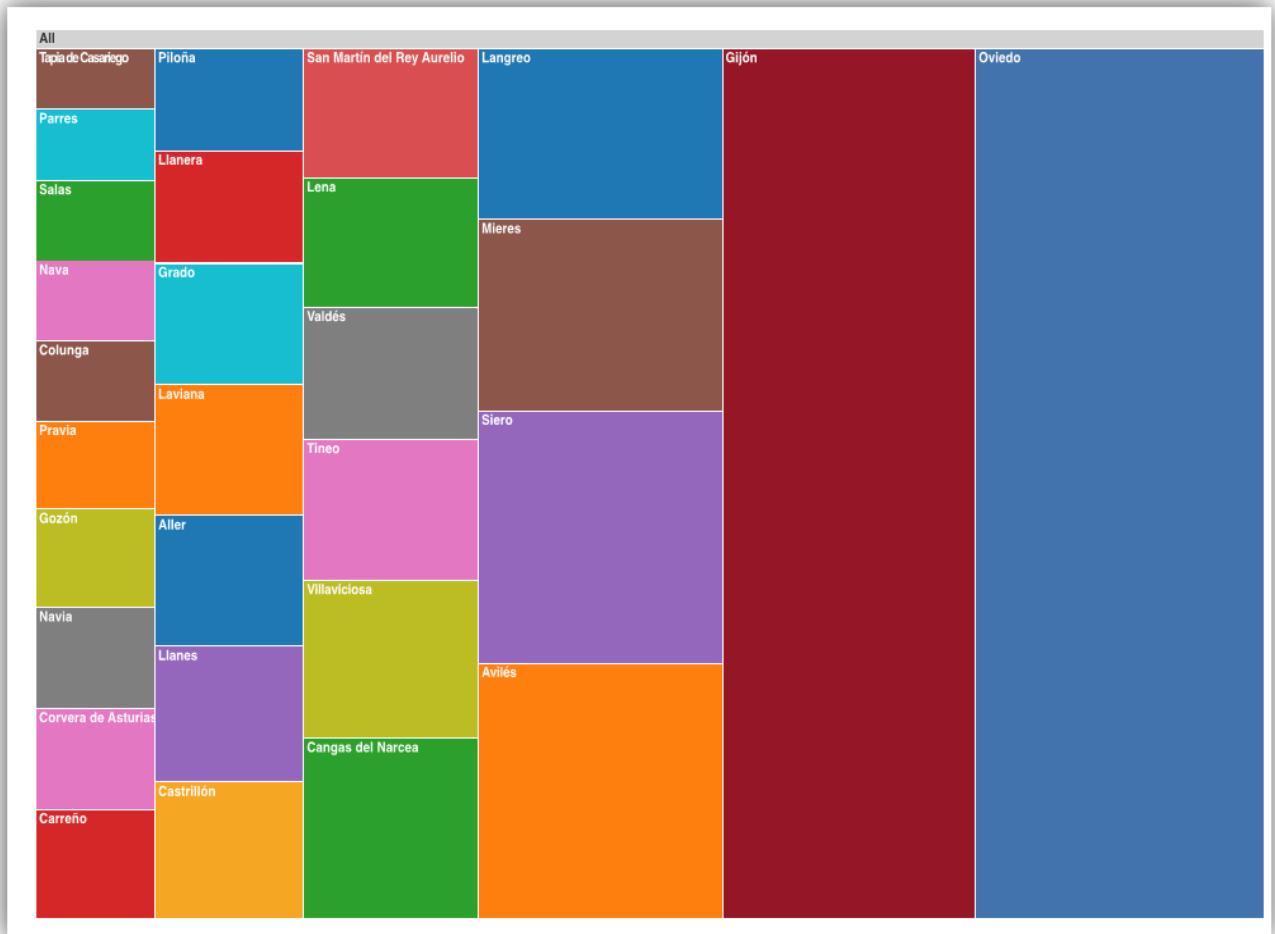 All
Tapia de Casariego
Parres
Salas
Nava
Colunga
Pravia
Gozón
Navia
Corvera de Asturias
Carreño
Piloña
Llanera
Grado
Laviana
Aller
Llanes
Castrillón
San Martín del Rey Aurelio
Lena
Valdés
Tineo
Villaviciosa
Cangas del Narcea
Langreo
Mieres
Siero
Avilés
Gijón
Oviedo